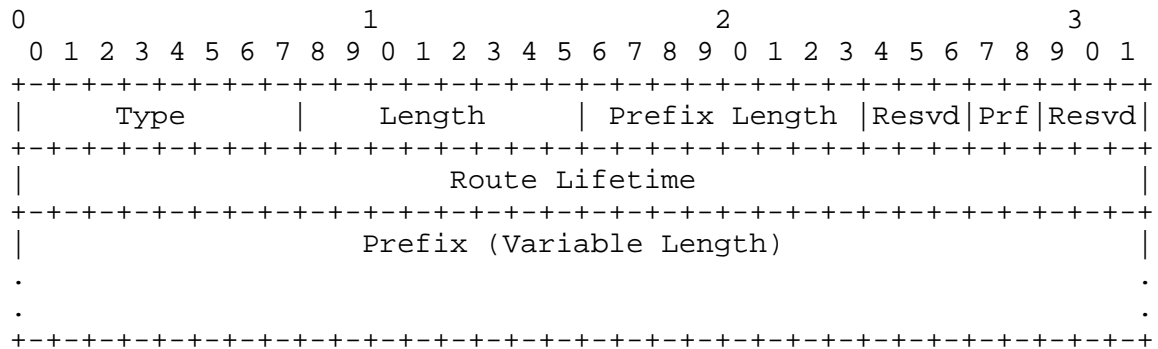 0                   1                   2                   3
 0 1 2 3 4 5 6 7 8 9 0 1 2 3 4 5 6 7 8 9 0 1 2 3 4 5 6 7 8 9 0 1
+-+-+-+-+-+-+-+-+-+-+-+-+-+-+-+-+-+-+-+-+-+-+-+-+-+-+-+-+-+-+-+-+
|     Type      |    Length     | Prefix Length |Resvd|Prf|Resvd|
+-+-+-+-+-+-+-+-+-+-+-+-+-+-+-+-+-+-+-+-+-+-+-+-+-+-+-+-+-+-+-+-+
|                        Route Lifetime                         |
+-+-+-+-+-+-+-+-+-+-+-+-+-+-+-+-+-+-+-+-+-+-+-+-+-+-+-+-+-+-+-+-+
|                   Prefix (Variable Length)                    |
.                                                               .
.                                                               .
+-+-+-+-+-+-+-+-+-+-+-+-+-+-+-+-+-+-+-+-+-+-+-+-+-+-+-+-+-+-+-+-+